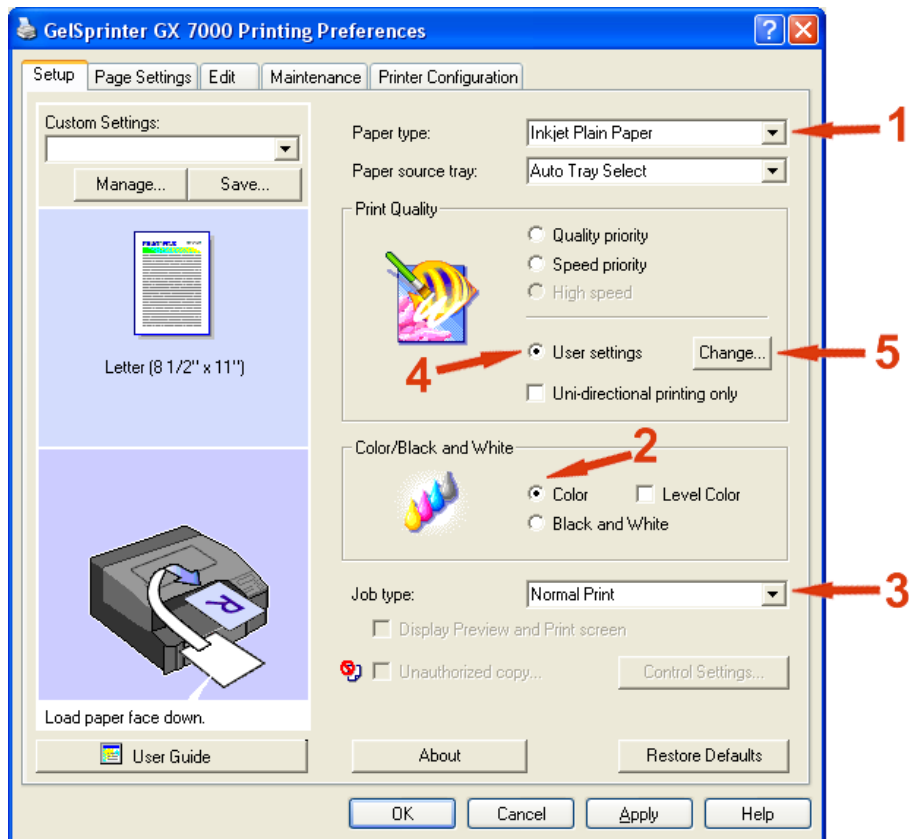 GelSprinter GX 7000 Printing Preferences
Setup
Page Settings
Edit
Maintenance
Printer Configuration
Custom Settings:
Manage...
Save...
Letter (8 1/2" x 11")
Load paper face down.
User Guide
Paper type:
Inkjet Plain Paper
1
Paper source tray:
Auto Tray Select
Print Quality
Quality priority
Speed priority
High speed
4
User settings
Change...
5
Uni-directional printing only
Color/Black and White
2
Color
Level Color
Black and White
Job type:
Normal Print
3
Display Preview and Print screen
Unauthorized copy...
Control Settings...
About
Restore Defaults
OK
Cancel
Apply
Help